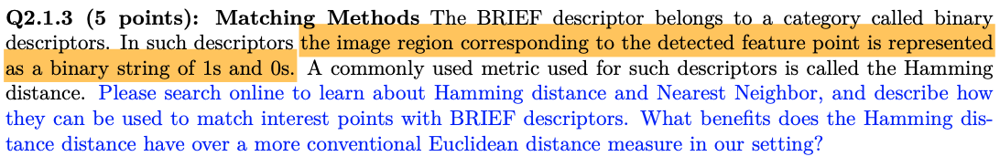 Q2.1.3 (5 points): Matching Methods The BRIEF descriptor belongs to a category called binary
descriptors. In such descriptors the image region corresponding to the detected feature point is represented
as a binary string of 1s and 0s. A commonly used metric used for such descriptors is called the Hamming
distance. Please search online to learn about Hamming distance and Nearest Neighbor, and describe how
they can be used to match interest points with BRIEF descriptors. What benefits does the Hamming dis-
tance distance have over a more conventional Euclidean distance measure in our setting?